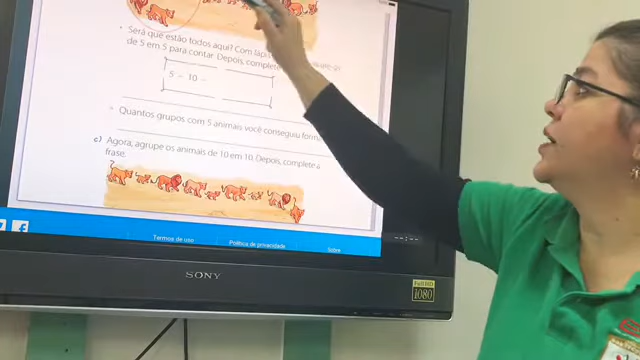 Será que estão todos aqui? Com lápis
de 5 em 5 para contar. Depois, complete
5 – 10 –
Quantos grupos com 5 animais você conseguiu formar
c) Agora, agrupe os animais de 10 em 10. Depois, complete a
frase.
f
Termos de uso Política de privacidade Sobre
SONY
Full HD
1080